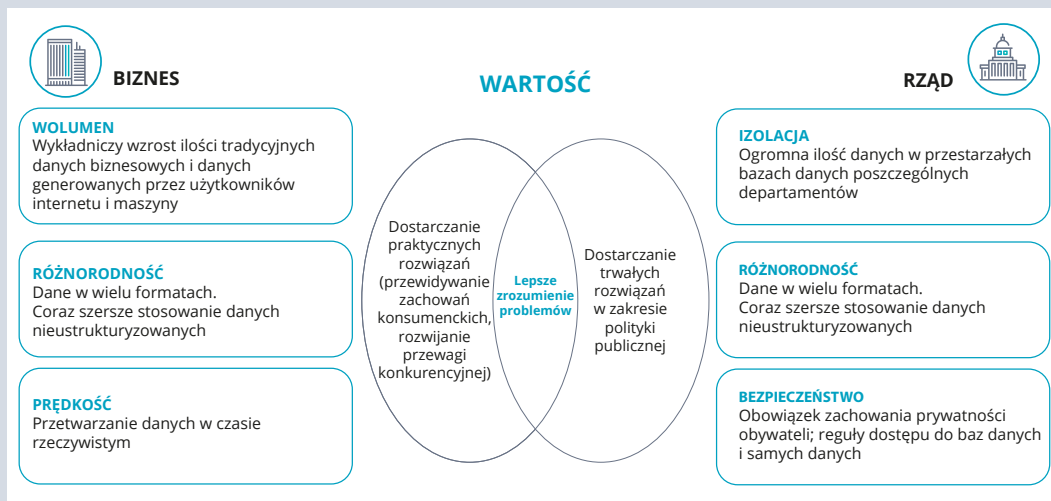 BIZNES
WARTOŚĆ
RZĄD
WOLUMEN
Wykładniczy wzrost ilości tradycyjnych
danych biznesowych i danych
generowanych przez użytkowników
internetu i maszyny
RÓŻNORODNOŚĆ
Dane w wielu formatach.
Coraz szersze stosowanie danych
nieustrukturyzowanych
PRĘDKOŚĆ
Przetwarzanie danych w czasie
rzeczywistym
Dostarczanie
praktycznych
rozwiązań
(przewidywanie
zachowań
konsumenckich,
rozwijanie
przewagi
konkurencyjnej)
Lepsze
zrozumienie
problemów
Dostarczanie
trwałych
rozwiązań
w zakresie
polityki
publicznej
IZOLACJA
Ogromna ilość danych w przestarzałych
bazach danych poszczególnych
departamentów
RÓŻNORODNOŚĆ
Dane w wielu formatach.
Coraz szersze stosowanie danych
nieustrukturyzowanych
BEZPIECZEŃSTWO
Obowiązek zachowania prywatności
obywateli; reguły dostępu do baz danych
i samych danych